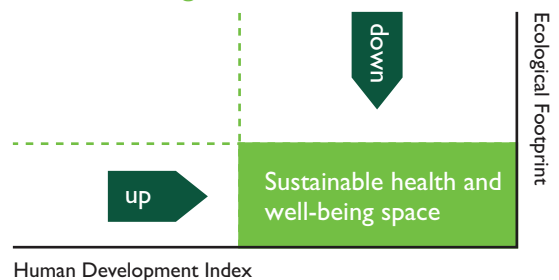 down
Ecological Footprint
up
Sustainable health and
well-being space
Human Development Index